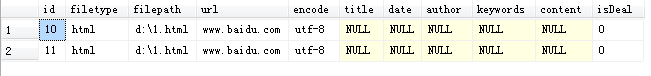 id filetype filepath url encode title date author keywords content isDeal
1 10 html d:\1.html www.baidu.com utf-8 NULL NULL NULL NULL NULL 0
2 11 html d:\1.html www.baidu.com utf-8 NULL NULL NULL NULL NULL 0